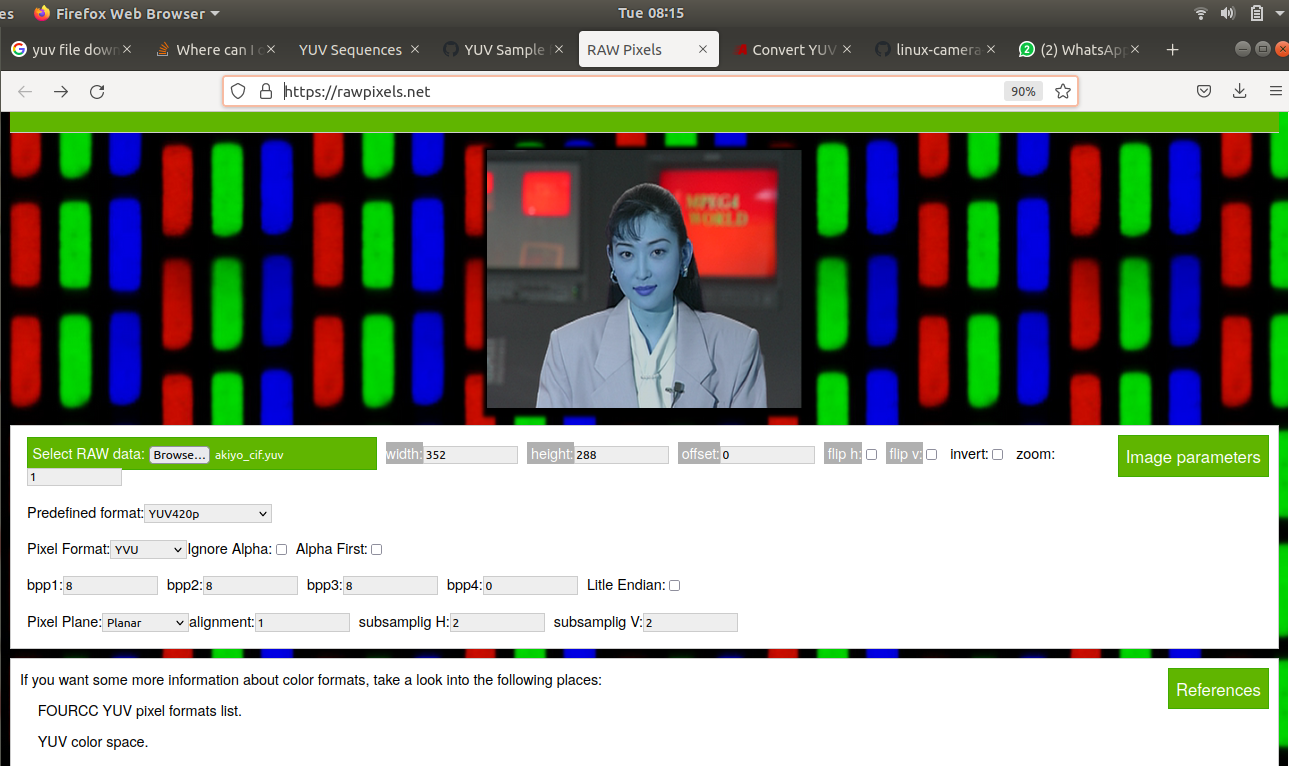 es Firefox Web Browser Tue 08:15
yuv file down Where can I c YUV Sequences YUV Sample RAW Pixels Convert YUV linux-camera (2) WhatsApp
https://rawpixels.net 90%
MPEG4
WORLD
Select RAW data: Browse... akiyo_cif.yuv width: 352 height: 288 offset: 0 flip h: flip v: invert: zoom: Image parameters
1
Predefined format: YUV420p
Pixel Format: YVU Ignore Alpha: Alpha First:
bpp1: 8 bpp2: 8 bpp3: 8 bpp4: 0 Litle Endian:
Pixel Plane: Planar alignment: 1 subsamplig H: 2 subsamplig V: 2
If you want some more information about color formats, take a look into the following places: References
FOURCC YUV pixel formats list.
YUV color space.